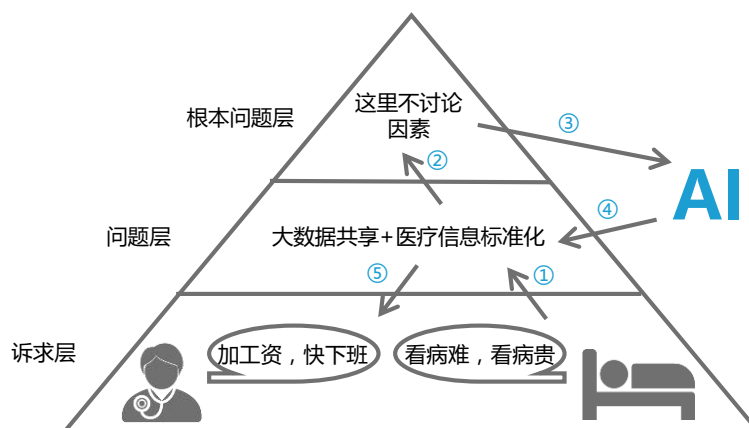 根本问题层
这里不讨论
因素
③
②
AI
④
问题层
大数据共享+医疗信息标准化
⑤
①
诉求层
加工资，快下班
看病难，看病贵